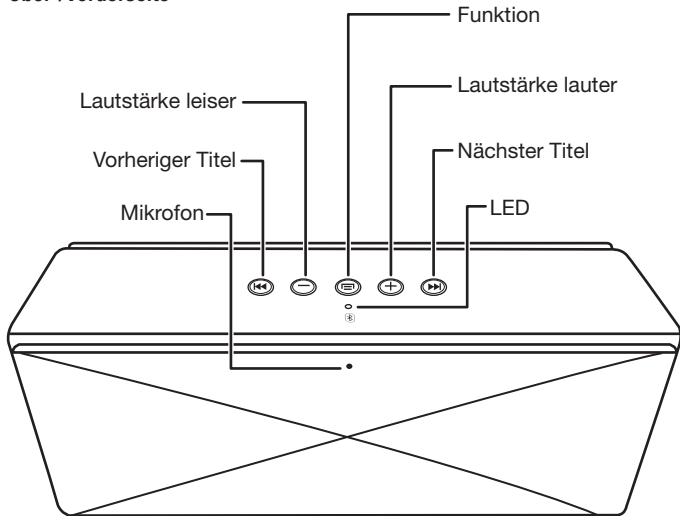 Funktion
Lautstärke lauter
Lautstärke leiser
Nächster Titel
Vorheriger Titel
Mikrofon
LED